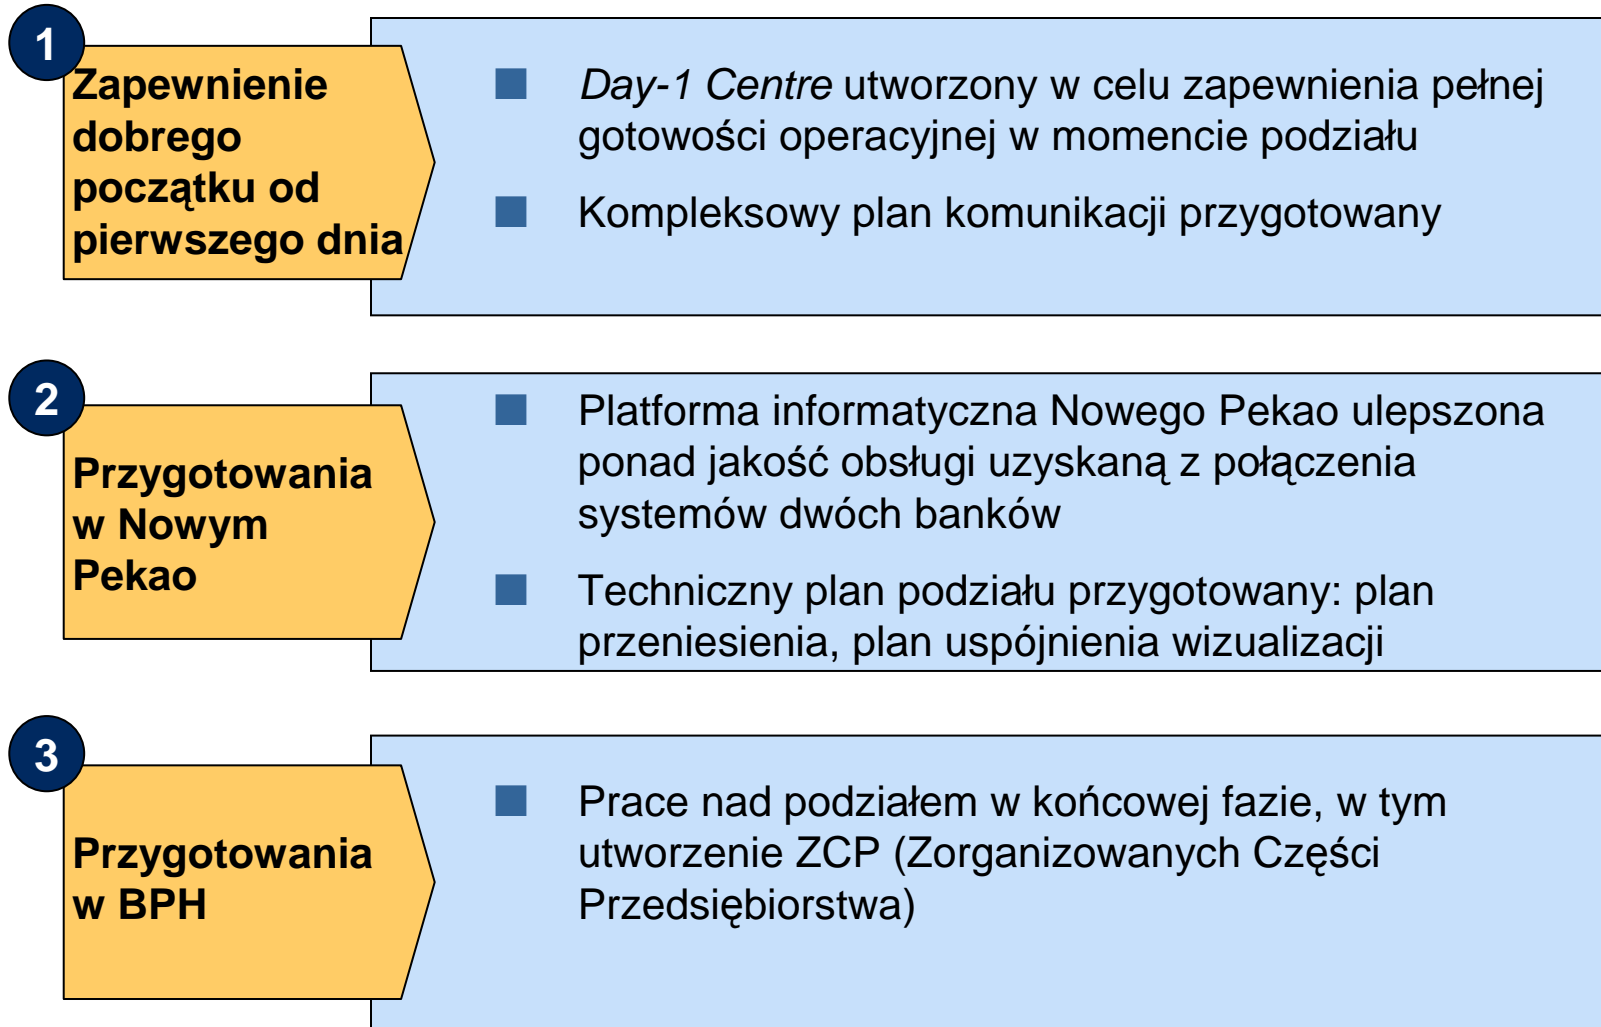 1
Zapewnienie
dobrego
początku od
pierwszego dnia
Day-1 Centre utworzony w celu zapewnienia pełnej
gotowości operacyjnej w momencie podziału
Kompleksowy plan komunikacji przygotowany
2
Przygotowania
w Nowym
Pekao
Platforma informatyczna Nowego Pekao ulepszona
ponad jakość obsługi uzyskaną z połączenia
systemów dwóch banków
Techniczny plan podziału przygotowany: plan
przeniesienia, plan uspójnienia wizualizacji
3
Przygotowania
w BPH
Prace nad podziałem w końcowej fazie, w tym
utworzenie ZCP (Zorganizowanych Części
Przedsiębiorstwa)